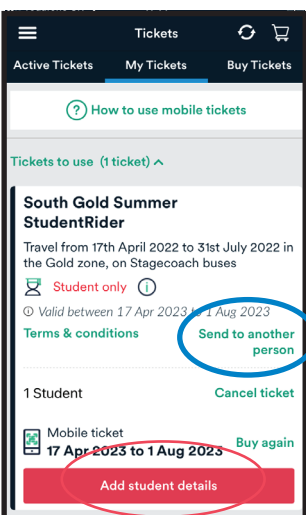 Tickets
Active Tickets My Tickets Buy Tickets
? How to use mobile tickets
Tickets to use (1 ticket)
South Gold Summer
StudentRider
Travel from 17th April 2022 to 31st July 2022 in
the Gold zone, on Stagecoach buses
Student only i
Valid between 17 Apr 2023 to 1 Aug 2023
Terms & conditions Send to another
person
1 Student Cancel ticket
Mobile ticket
17 Apr 2023 to 1 Aug 2023 Buy again
Add student details